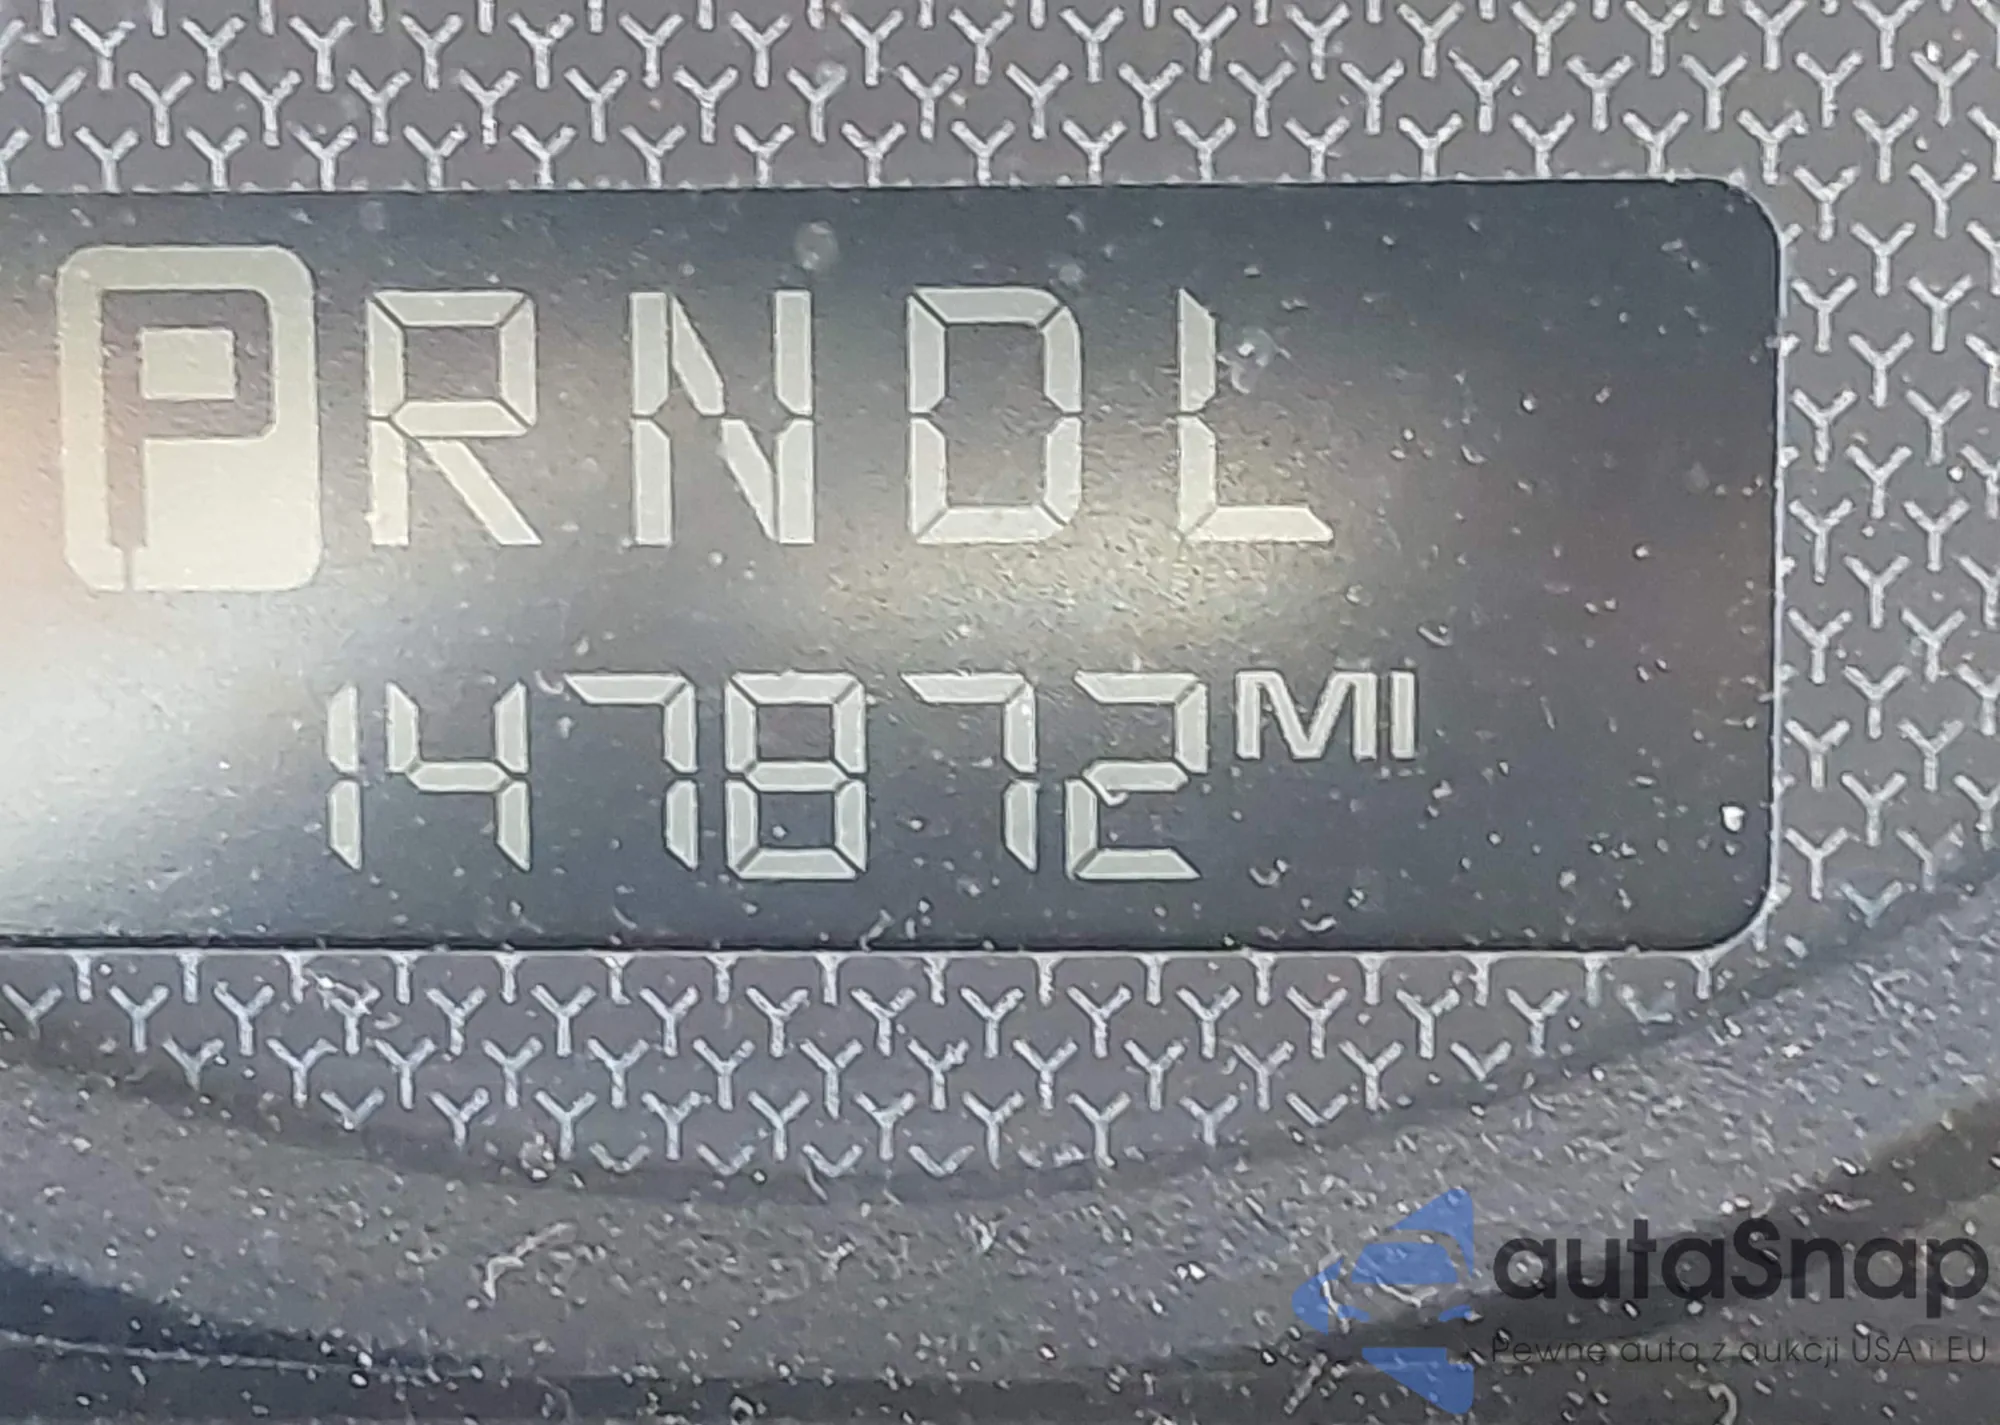 PRNDL
147872MI
autaSnap
Pewne auta z aukcji USA i EU